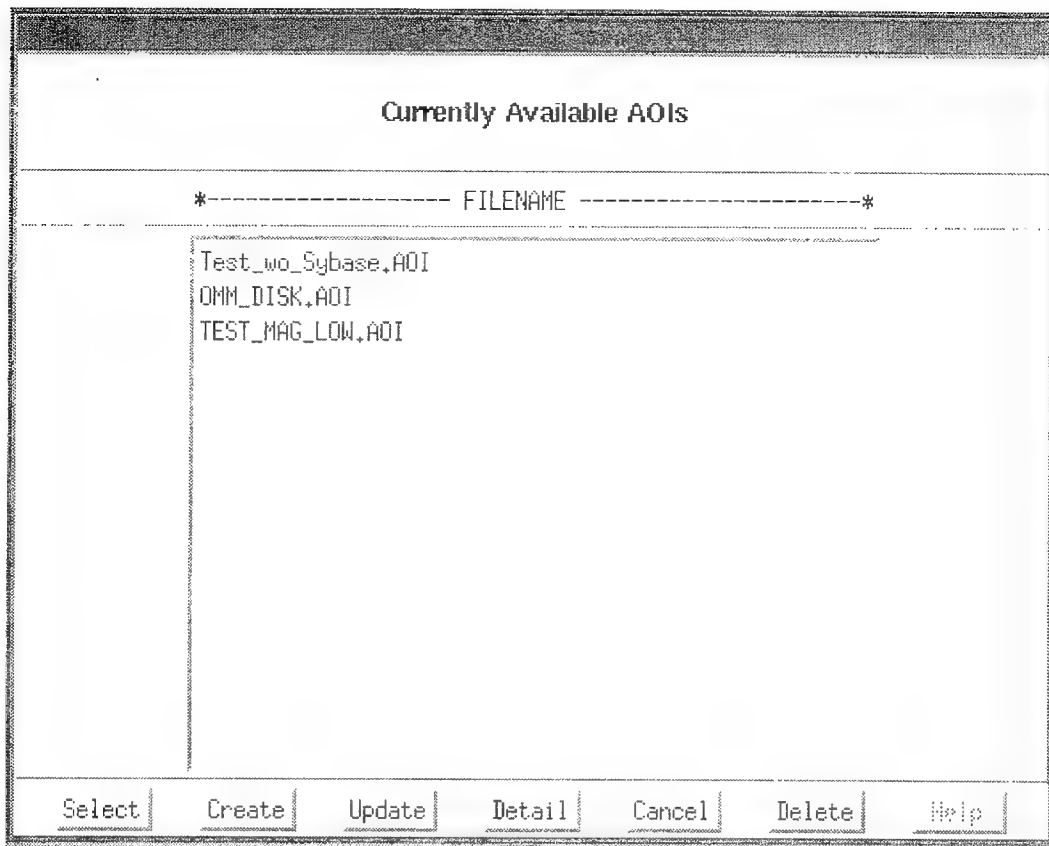 Currently Available AOIs
*------------------- FILENAME ----------------------*
Test_wo_Sybase.AOI
OMM_DISK.AOI
TEST_MAG_LOW.AOI
Select Create Update Detail Cancel Delete Help